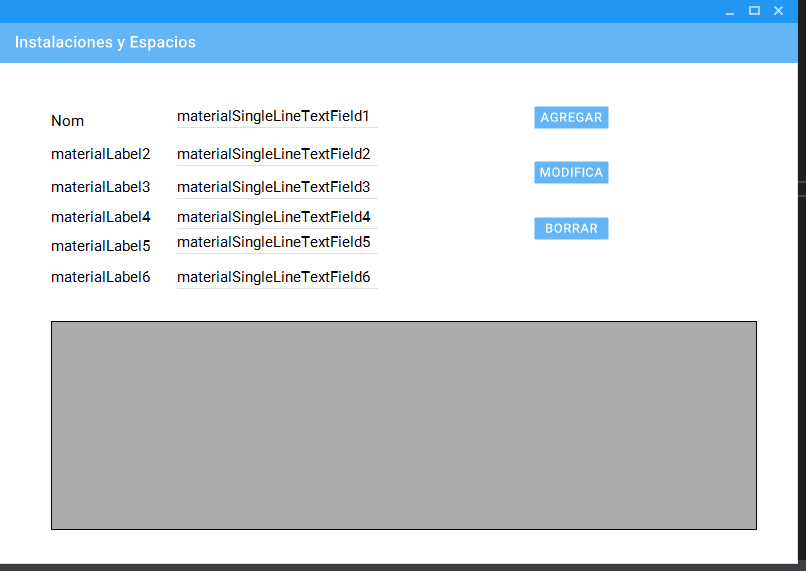 Instalaciones y Espacios
Nom materialSingleLineTextField1 AGREGAR
materialLabel2 materialSingleLineTextField2
materialLabel3 materialSingleLineTextField3 MODIFICA
materialLabel4 materialSingleLineTextField4 BORRAR
materialLabel5 materialSingleLineTextField5
materialLabel6 materialSingleLineTextField6